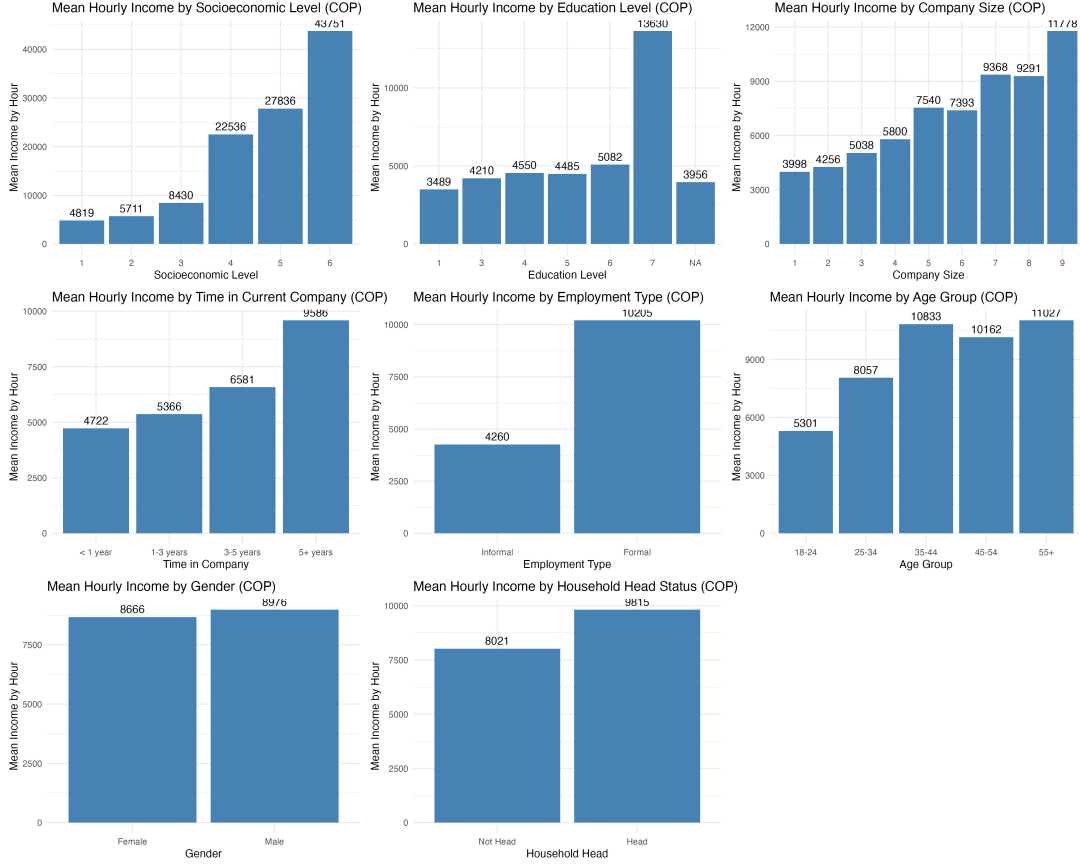 Mean Hourly Income by Socioeconomic Level (COP)
Mean Income by Hour
40000
30000
20000
10000
0
4819
5711
8430
22536
27836
43751
1 2 3 4 5 6
Socioeconomic Level
Mean Hourly Income by Education Level (COP)
Mean Income by Hour
10000
5000
0
3489
4210
4550
4485
5082
13630
3956
1 3 4 5 6 7 NA
Education Level
Mean Hourly Income by Company Size (COP)
Mean Income by Hour
12000
9000
6000
3000
0
3998
4256
5038
5800
7540
7393
9368
9291
11778
1 2 3 4 5 6 7 8 9
Company Size
Mean Hourly Income by Time in Current Company (COP)
Mean Income by Hour
10000
7500
5000
2500
0
4722
5366
6581
9586
< 1 year 1-3 years 3-5 years 5+ years
Time in Company
Mean Hourly Income by Employment Type (COP)
Mean Income by Hour
10000
7500
5000
2500
0
4260
10205
Informal Formal
Employment Type
Mean Hourly Income by Age Group (COP)
Mean Income by Hour
9000
6000
3000
0
5301
8057
10833
10162
11027
18-24 25-34 35-44 45-54 55+
Age Group
Mean Hourly Income by Gender (COP)
Mean Income by Hour
7500
5000
2500
0
8666
8976
Female Male
Gender
Mean Hourly Income by Household Head Status (COP)
Mean Income by Hour
10000
7500
5000
2500
0
8021
9815
Not Head Head
Household Head